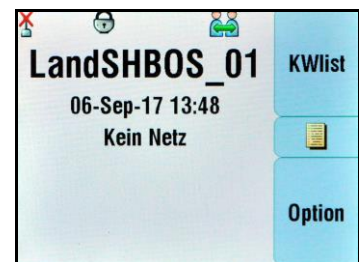 LandSHBOS_01
KWlist
06-Sep-17 13:48
Kein Netz
Option